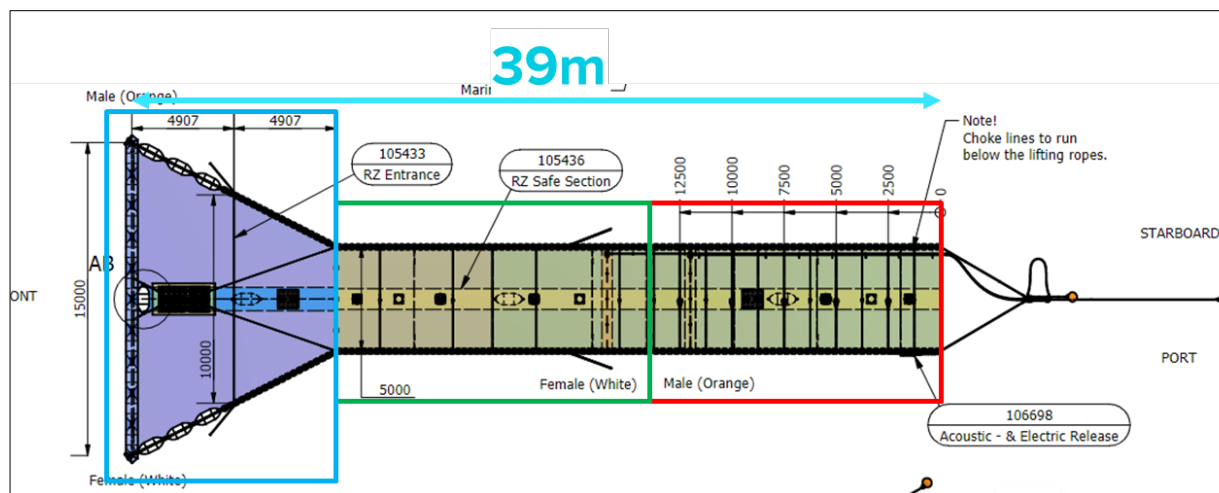 39m
Marin
Male (Orange)
4907
4907
Note!
Choke lines to run
below the lifting ropes.
105433
RZ Entrance
105436
RZ Safe Section
12500
10000
7500
5000
2500
0
STARBOARD
AB
ONT
15000
10000
5000
PORT
Female (White)
Male (Orange)
106698
Acoustic - & Electric Release
Female (White)